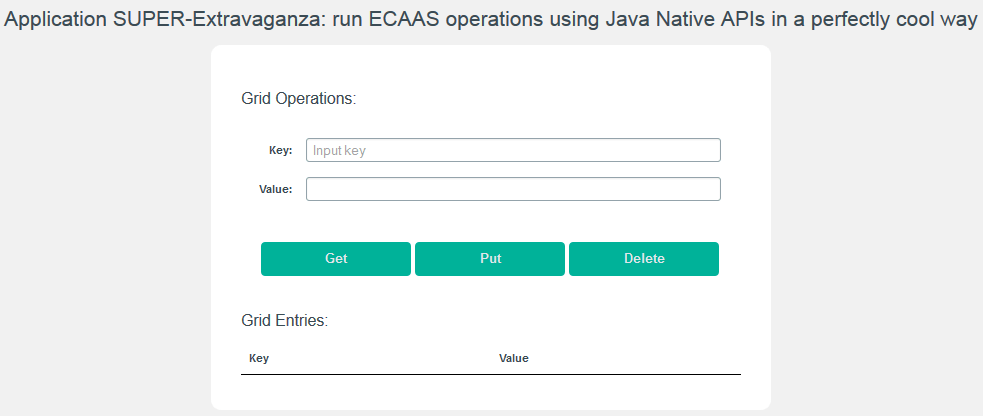 Application SUPER-Extravaganza: run ECAAS operations using Java Native APIs in a perfectly cool way
Grid Operations:
Key: Input key
Value:
Get Put Delete
Grid Entries:
Key Value